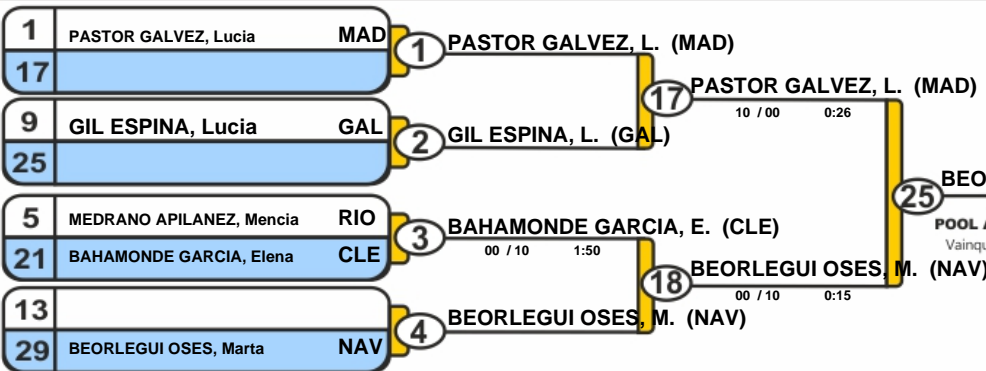 1 PASTOR GALVEZ, Lucia MAD
17
1 PASTOR GALVEZ, L. (MAD)
9 GIL ESPINA, Lucia GAL
25
2 GIL ESPINA, L. (GAL)
17 PASTOR GALVEZ, L. (MAD)
10 / 00 0:26
5 MEDRANO APILANEZ, Mencia RIO
21 BAHAMONDE GARCIA, Elena CLE
3 BAHAMONDE GARCIA, E. (CLE)
00 / 10 1:50
13
29 BEORLEGUI OSES, Marta NAV
4 BEORLEGUI OSES, M. (NAV)
18 BEORLEGUI OSES, M. (NAV)
00 / 10 0:15
25 BEO
POOL A
Vainqu